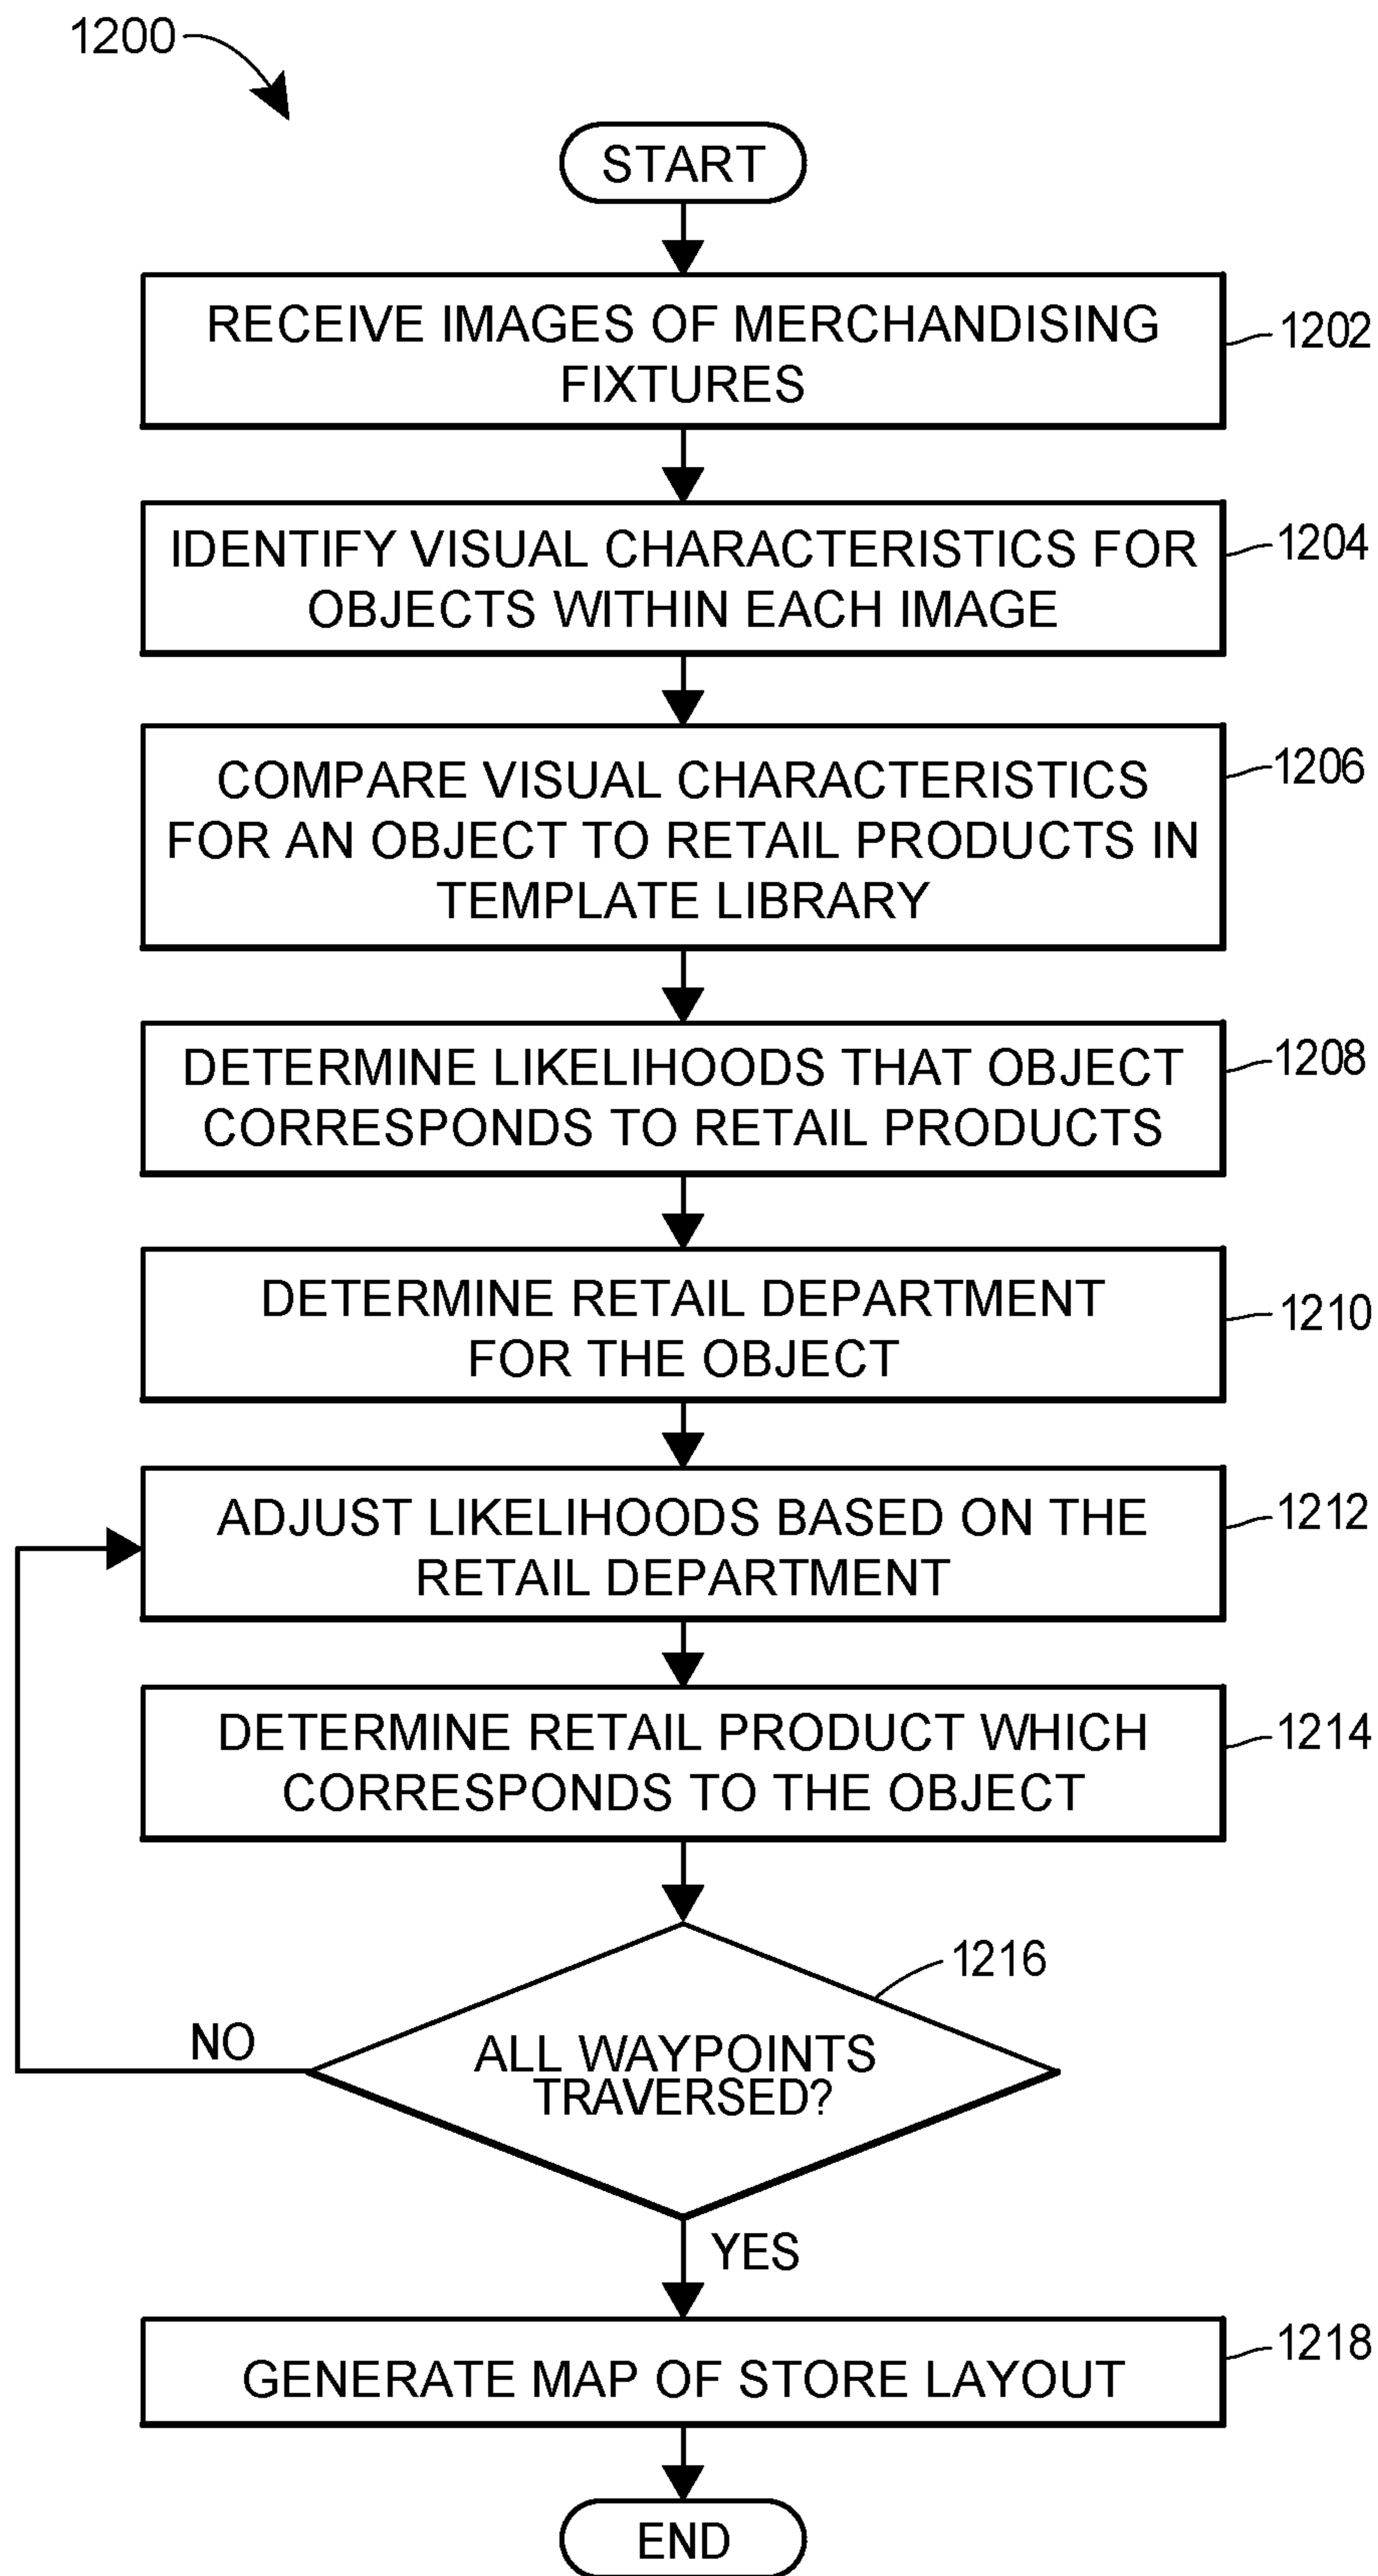 1200
START
RECEIVE IMAGES OF MERCHANDISING
FIXTURES
1202
IDENTIFY VISUAL CHARACTERISTICS FOR
OBJECTS WITHIN EACH IMAGE
1204
COMPARE VISUAL CHARACTERISTICS
FOR AN OBJECT TO RETAIL PRODUCTS IN
TEMPLATE LIBRARY
1206
DETERMINE LIKELIHOODS THAT OBJECT
CORRESPONDS TO RETAIL PRODUCTS
1208
DETERMINE RETAIL DEPARTMENT
FOR THE OBJECT
1210
ADJUST LIKELIHOODS BASED ON THE
RETAIL DEPARTMENT
1212
DETERMINE RETAIL PRODUCT WHICH
CORRESPONDS TO THE OBJECT
1214
1216
ALL WAYPOINTS
TRAVERSED?
NO
YES
GENERATE MAP OF STORE LAYOUT
1218
END